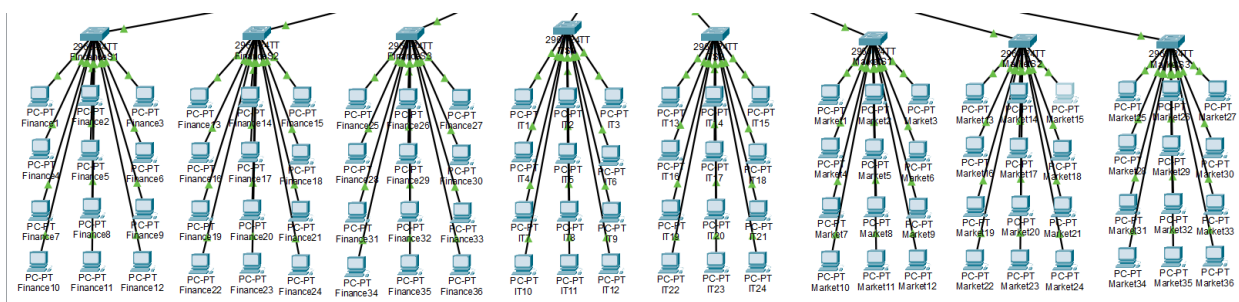 FinanceS1
PC-PT PC-PT PC-PT
Finance1 Finance2 Finance3
PC-PT PC-PT PC-PT
Finance4 Finance5 Finance6
PC-PT PC-PT PC-PT
Finance7 Finance8 Finance9
PC-PT PC-PT PC-PT
Finance10 Finance11 Finance12
FinanceS2
PC-PT PC-PT PC-PT
Finance13 Finance14 Finance15
PC-PT PC-PT PC-PT
Finance16 Finance17 Finance18
PC-PT PC-PT PC-PT
Finance19 Finance20 Finance21
PC-PT PC-PT PC-PT
Finance22 Finance23 Finance24
FinanceS3
PC-PT PC-PT PC-PT
Finance25 Finance26 Finance27
PC-PT PC-PT PC-PT
Finance28 Finance29 Finance30
PC-PT PC-PT PC-PT
Finance31 Finance32 Finance33
PC-PT PC-PT PC-PT
Finance34 Finance35 Finance36
PC-PT PC-PT PC-PT
IT1 IT2 IT3
PC-PT PC-PT PC-PT
IT4 IT5 IT6
PC-PT PC-PT PC-PT
IT7 IT8 IT9
PC-PT PC-PT PC-PT
IT10 IT11 IT12
PC-PT PC-PT PC-PT
IT13 IT14 IT15
PC-PT PC-PT PC-PT
IT16 IT17 IT18
PC-PT PC-PT PC-PT
IT19 IT20 IT21
PC-PT PC-PT PC-PT
IT22 IT23 IT24
MarketS1
PC-PT PC-PT PC-PT
Market1 Market2 Market3
PC-PT PC-PT PC-PT
Market4 Market5 Market6
PC-PT PC-PT PC-PT
Market7 Market8 Market9
PC-PT PC-PT PC-PT
Market10 Market11 Market12
MarketS2
PC-PT PC-PT PC-PT
Market13 Market14 Market15
PC-PT PC-PT PC-PT
Market16 Market17 Market18
PC-PT PC-PT PC-PT
Market19 Market20 Market21
PC-PT PC-PT PC-PT
Market22 Market23 Market24
MarketS3
PC-PT PC-PT PC-PT
Market25 Market26 Market27
PC-PT PC-PT PC-PT
Market28 Market29 Market30
PC-PT PC-PT PC-PT
Market31 Market32 Market33
PC-PT PC-PT PC-PT
Market34 Market35 Market36